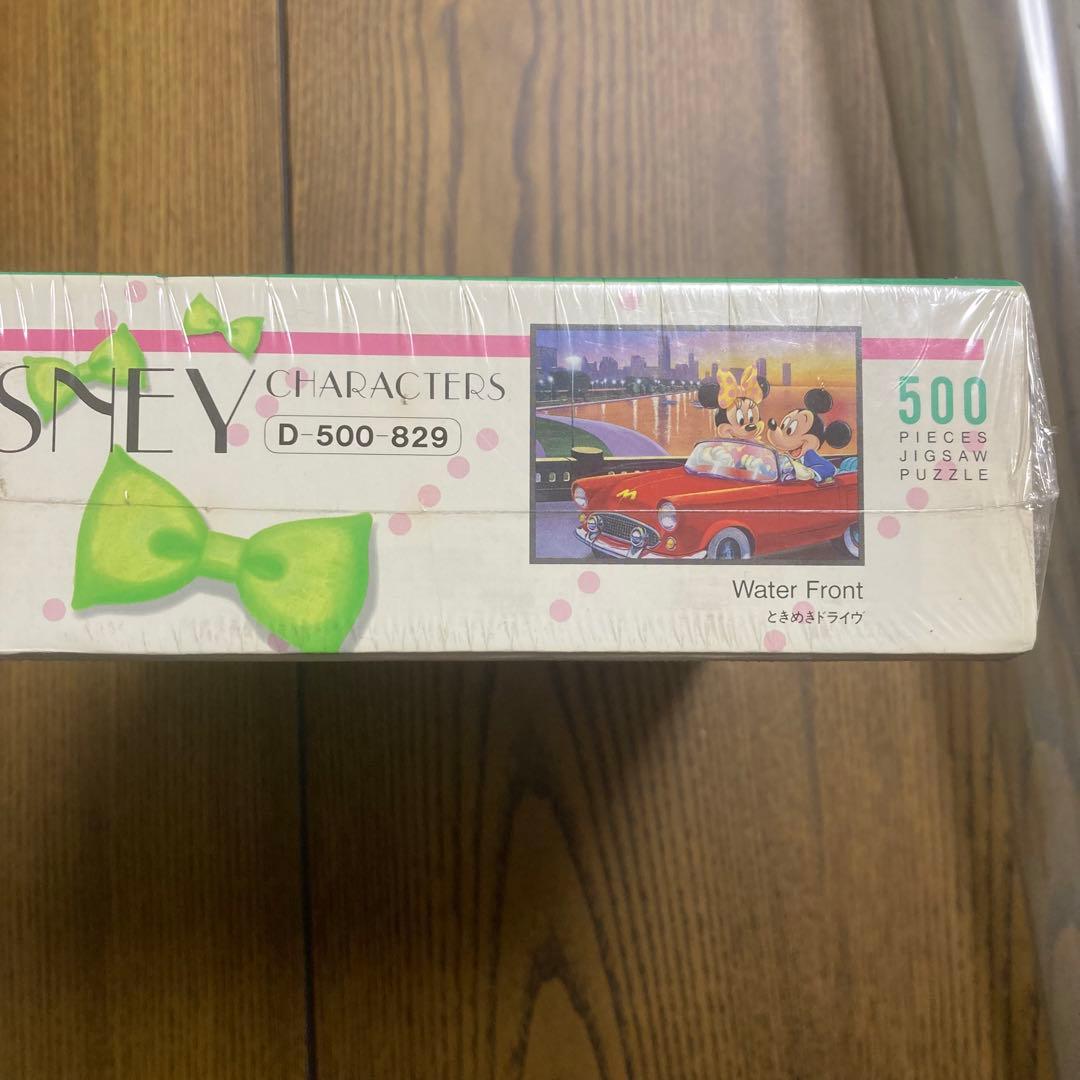 SNEY CHARACTERS
D-500-829
M
500
PIECES
JIGSAW
PUZZLE
Water Front
ときめきドライヴ